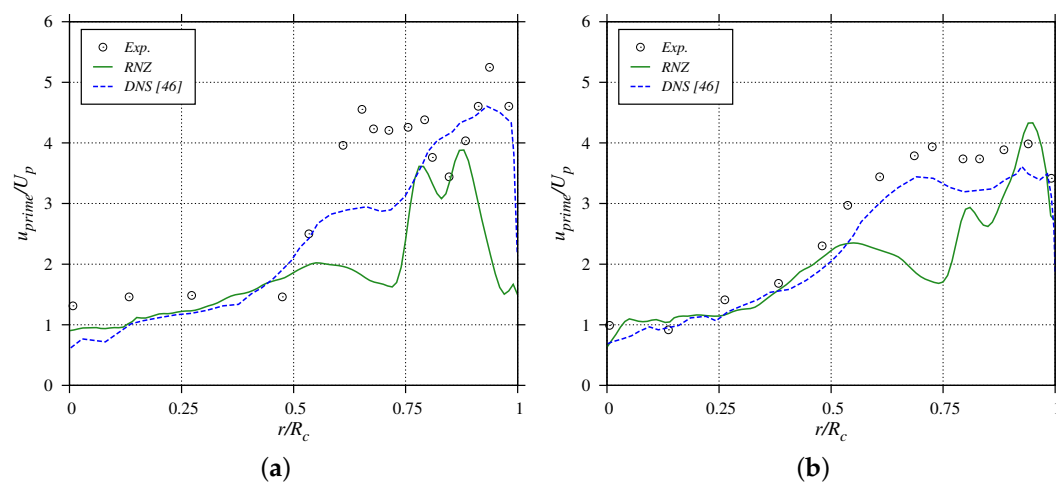 6
5
4
3
2
1
0
u_prime/U_p
Exp.
RNZ
DNS [46]
0 0.25 0.5 0.75 1
r/R_c
(a)
6
5
4
3
2
1
0
u_prime/U_p
Exp.
RNZ
DNS [46]
0 0.25 0.5 0.75 1
r/R_c
(b)